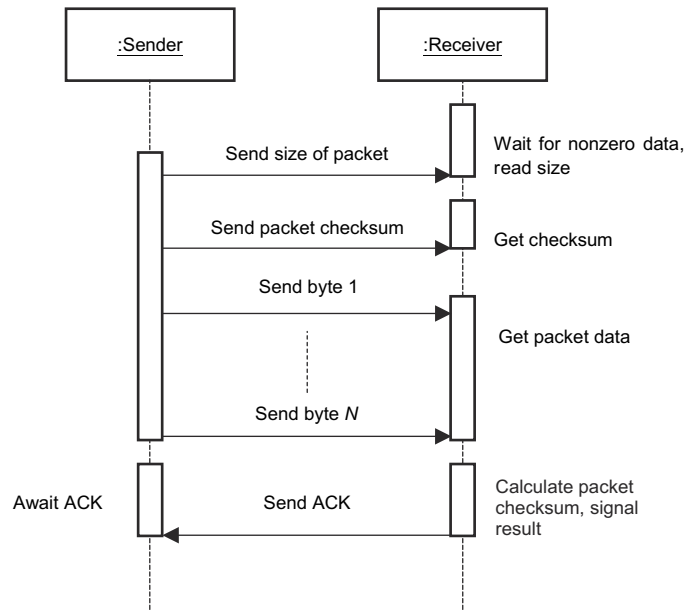 :Sender
:Receiver
Send size of packet
Wait for nonzero data,
read size
Send packet checksum
Get checksum
Send byte 1
Get packet data
Send byte N
Await ACK
Send ACK
Calculate packet
checksum, signal
result